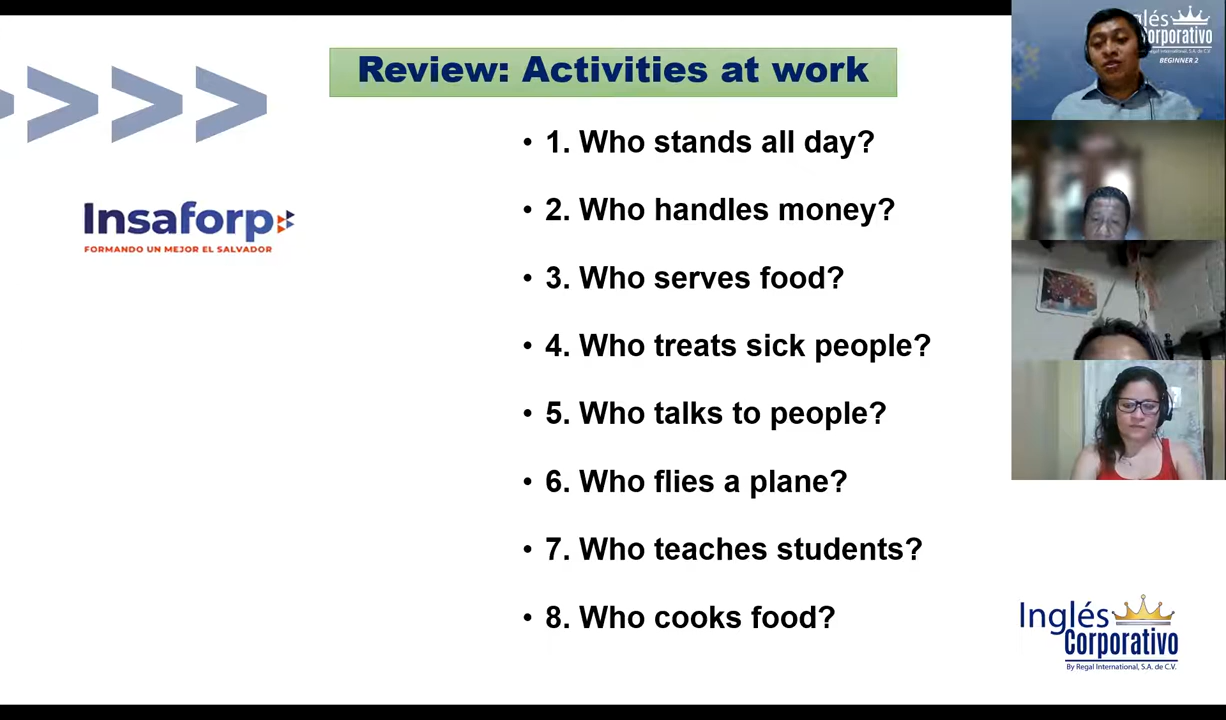 Review: Activities at work
• 1. Who stands all day?
• 2. Who handles money?
• 3. Who serves food?
• 4. Who treats sick people?
• 5. Who talks to people?
• 6. Who flies a plane?
• 7. Who teaches students?
• 8. Who cooks food?
Insaforp
FORMANDO UN MEJOR EL SALVADOR
BEGINNER 2
Inglés
Corporativo
By Regal International, S.A. de C.V.